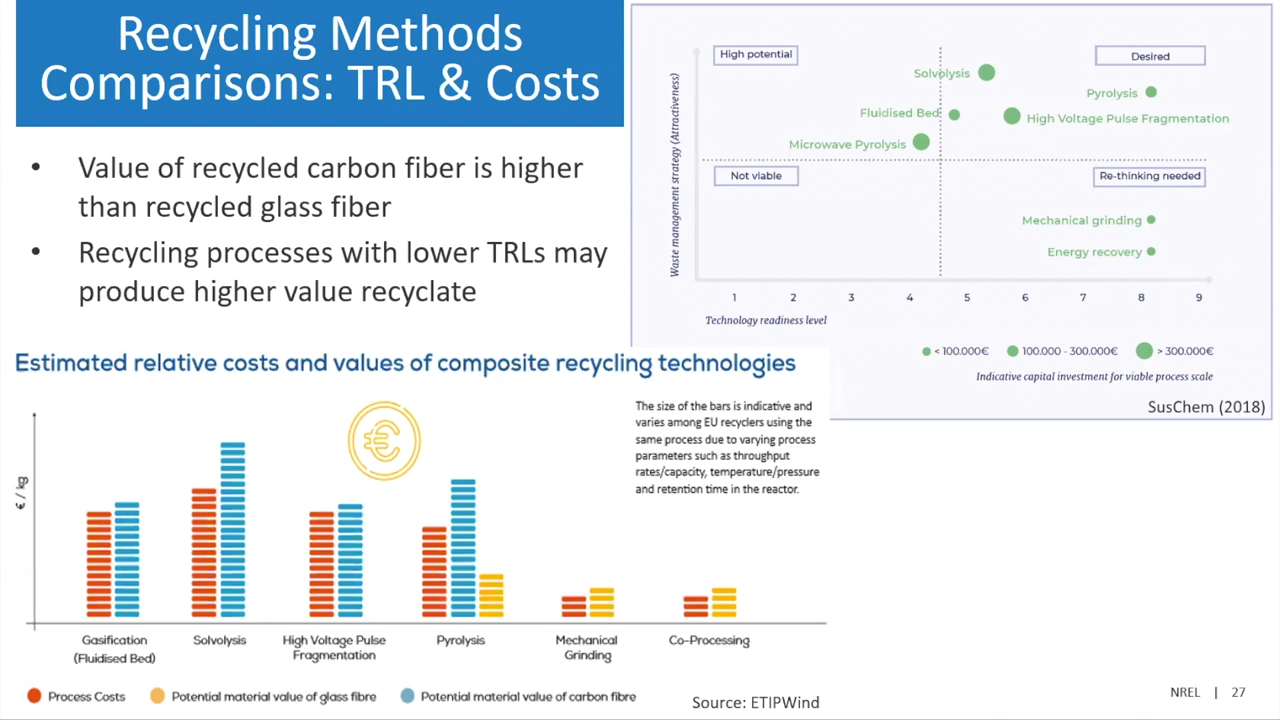 Recycling Methods
Comparisons: TRL & Costs
• Value of recycled carbon fiber is higher
than recycled glass fiber
• Recycling processes with lower TRLs may
produce higher value recyclate
Waste management strategy (Attractiveness)
High potential
Desired
Solvolysis
Pyrolysis
Fluidised Bed
High Voltage Pulse Fragmentation
Microwave Pyrolysis
Not viable
Re-thinking needed
Mechanical grinding
Energy recovery
1 2 3 4 5 6 7 8 9
Technology readiness level
< 100.000€ 100.000 - 300.000€ > 300.000€
Indicative capital investment for viable process scale
SusChem (2018)
Estimated relative costs and values of composite recycling technologies
The size of the bars is indicative and
varies among EU recyclers using the
same process due to varying process
parameters such as throughput
rates/capacity, temperature/pressure
and retention time in the reactor.
€ / kg
€
Gasification
(Fluidised Bed)
Solvolysis
High Voltage Pulse
Fragmentation
Pyrolysis
Mechanical
Grinding
Co-Processing
Process Costs
Potential material value of glass fibre
Potential material value of carbon fibre
Source: ETIPWind
NREL | 27